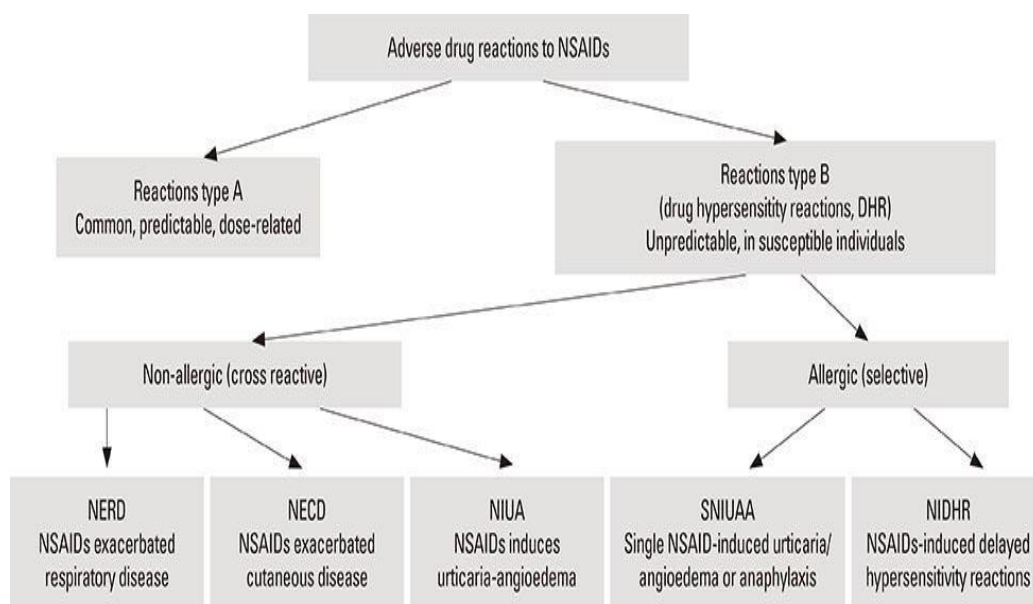 Adverse drug reactions to NSAIDs
Reactions type A
Common, predictable, dose-related
Reactions type B
(drug hypersensitity reactions, DHR)
Unpredictable, in susceptible individuals
Non-allergic (cross reactive)
Allergic (selective)
NERD
NSAIDs exacerbated
respiratory disease
NECD
NSAIDs exacerbated
cutaneous disease
NIUA
NSAIDs induces
urticaria-angioedema
SNIUAA
Single NSAID-induced urticaria/
angioedema or anaphylaxis
NIDHR
NSAIDs-induced delayed
hypersensitivity reactions